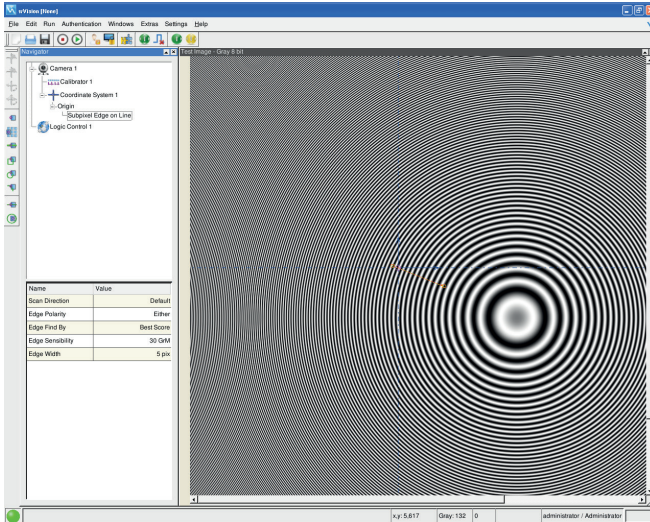 nVision [None]
File Edit Run Authentication Windows Extras Settings Help
Navigator
Test Image - Gray 8 bit
Camera 1
Calibrator 1
Coordinate System 1
Origin
Subpixel Edge on Line
Logic Control 1
Name Value
Scan Direction Default
Edge Polarity Either
Edge Find By Best Score
Edge Sensibility 30 GrM
Edge Width 5 pix
x,y: 5,617 Gray: 132 0 administrator / Administrator